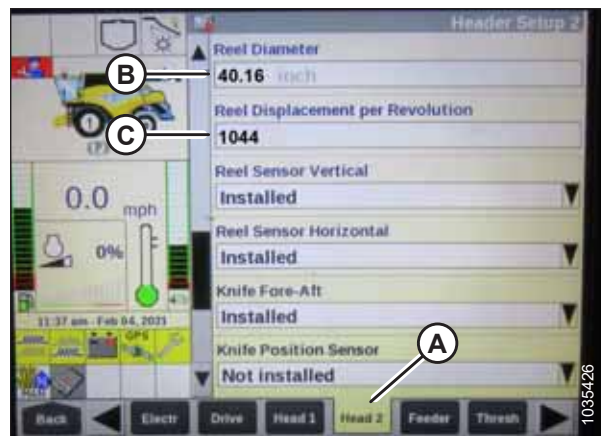 Header Setup 2
Reel Diameter
40.16 inch
Reel Displacement per Revolution
1044
Reel Sensor Vertical
Installed
Reel Sensor Horizontal
Installed
Knife Fore-Aft
Installed
Knife Position Sensor
Not installed
B
C
A
1
(?)
0.0 mph
0%
11:37 am - Feb 04, 2021
GPS
Back
Electr
Drive
Head 1
Head 2
Feeder
Thresh
1035426